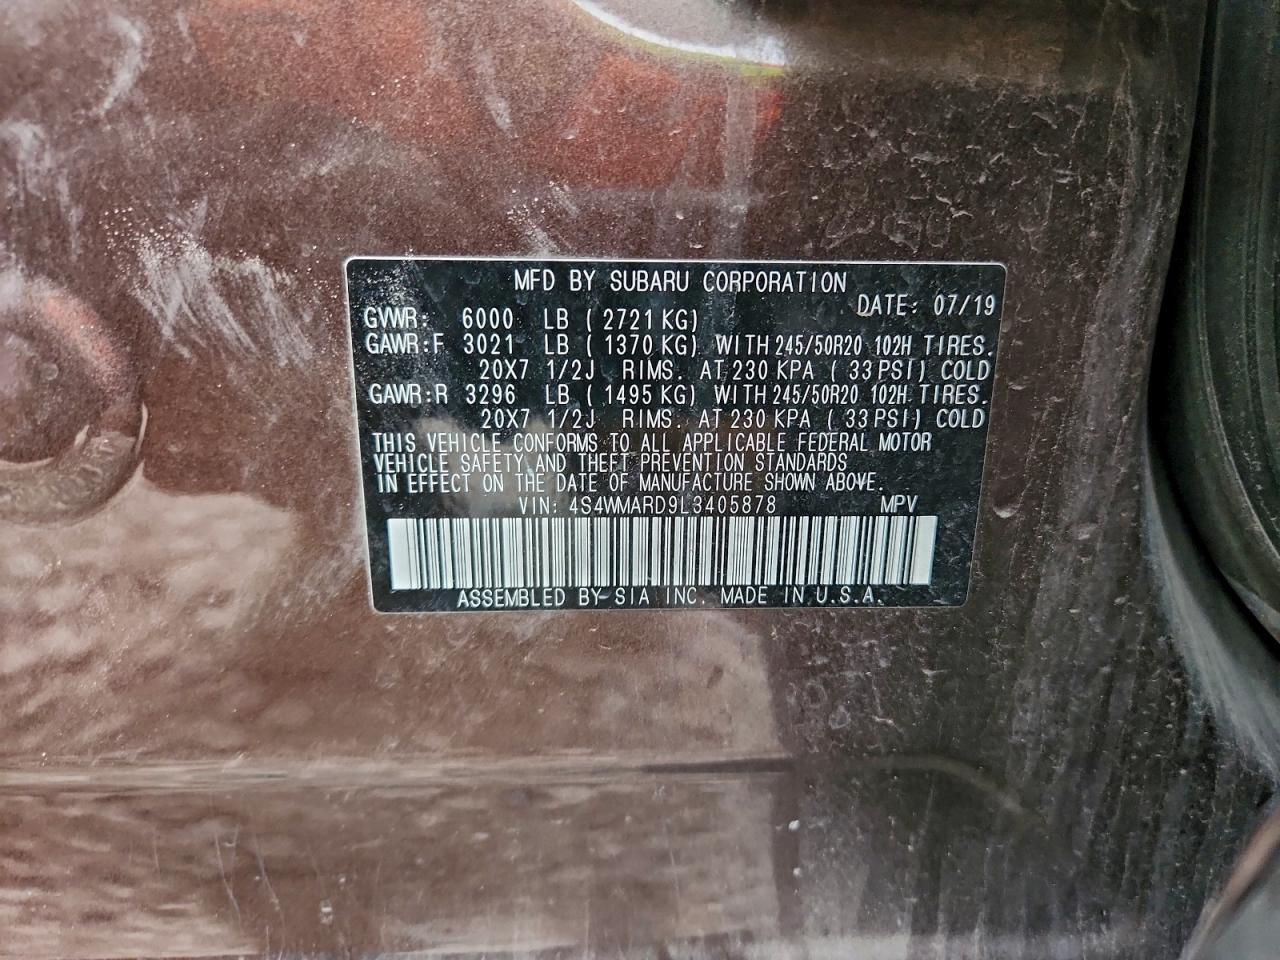 MFD BY SUBARU CORPORATION
DATE: 07/19
GVWR: 6000 LB ( 2721 KG)
GAWR:F 3021 LB ( 1370 KG) WITH 245/50R20 102H TIRES.
20X7 1/2J RIMS. AT 230 KPA ( 33 PSI) COLD
GAWR:R 3296 LB ( 1495 KG) WITH 245/50R20 102H TIRES.
20X7 1/2J RIMS. AT 230 KPA ( 33 PSI) COLD
THIS VEHICLE CONFORMS TO ALL APPLICABLE FEDERAL MOTOR
VEHICLE SAFETY AND THEFT PREVENTION STANDARDS
IN EFFECT ON THE DATE OF MANUFACTURE SHOWN ABOVE.
VIN: 4S4WMARD9L3405878 MPV
ASSEMBLED BY SIA INC. MADE IN U.S.A.